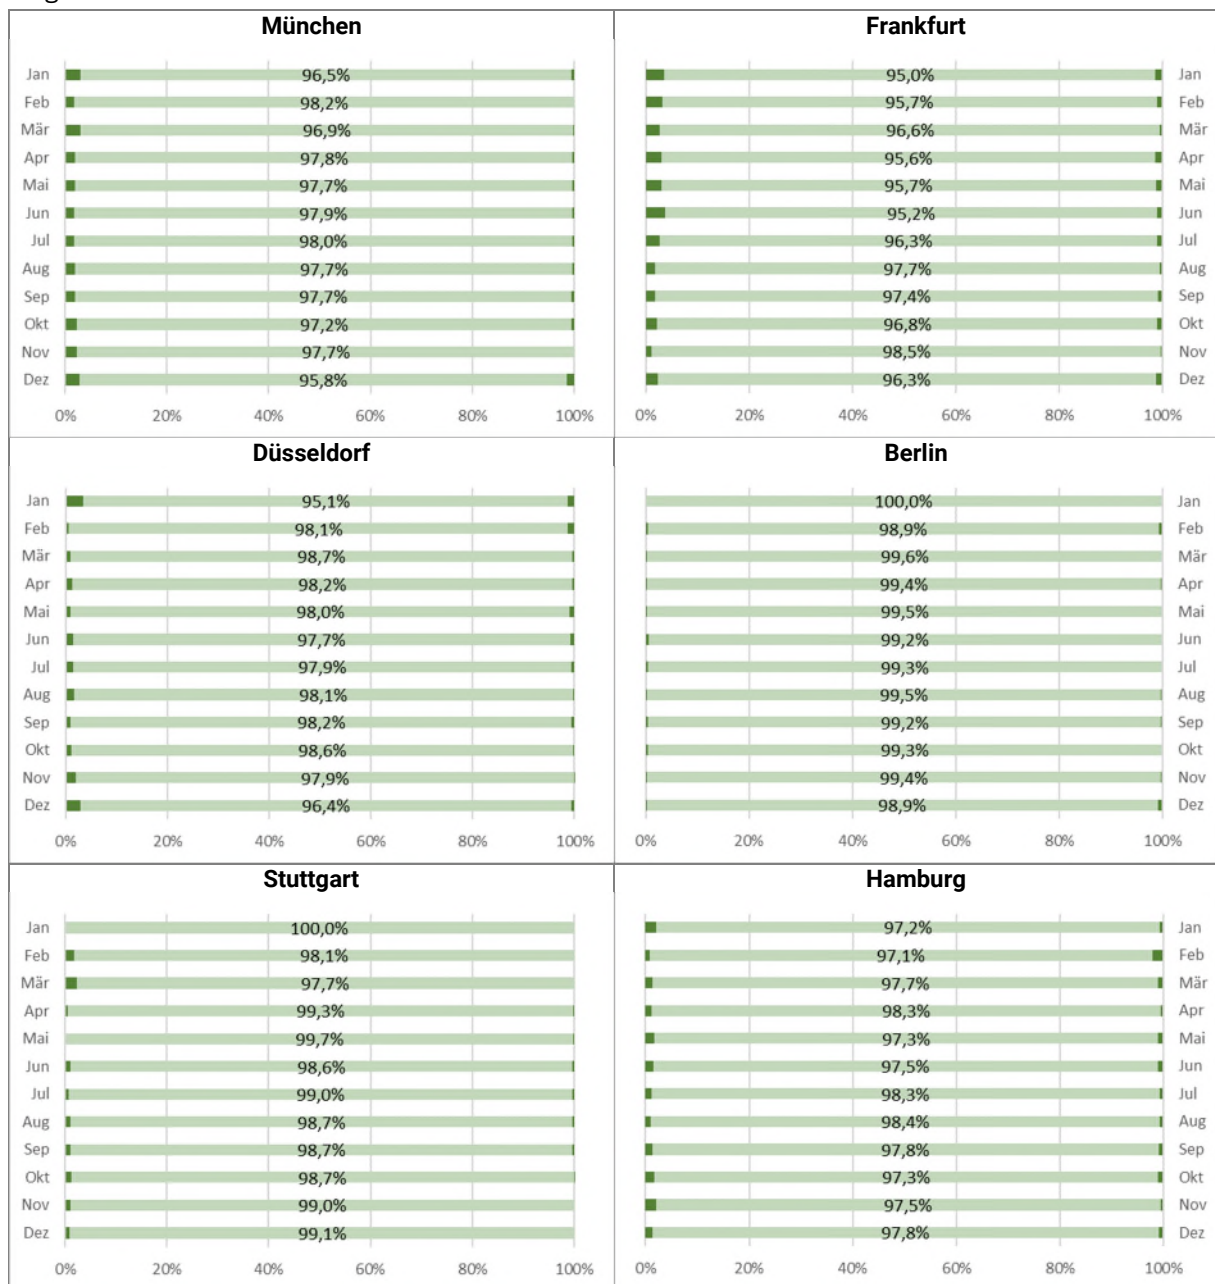 München
Jan 96,5%
Feb 98,2%
Mär 96,9%
Apr 97,8%
Mai 97,7%
Jun 97,9%
Jul 98,0%
Aug 97,7%
Sep 97,7%
Okt 97,2%
Nov 97,7%
Dez 95,8%
0% 20% 40% 60% 80% 100%
Frankfurt
95,0% Jan
95,7% Feb
96,6% Mär
95,6% Apr
95,7% Mai
95,2% Jun
96,3% Jul
97,7% Aug
97,4% Sep
96,8% Okt
98,5% Nov
96,3% Dez
0% 20% 40% 60% 80% 100%
Düsseldorf
Jan 95,1%
Feb 98,1%
Mär 98,7%
Apr 98,2%
Mai 98,0%
Jun 97,7%
Jul 97,9%
Aug 98,1%
Sep 98,2%
Okt 98,6%
Nov 97,9%
Dez 96,4%
0% 20% 40% 60% 80% 100%
Berlin
100,0% Jan
98,9% Feb
99,6% Mär
99,4% Apr
99,5% Mai
99,2% Jun
99,3% Jul
99,5% Aug
99,2% Sep
99,3% Okt
99,4% Nov
98,9% Dez
0% 20% 40% 60% 80% 100%
Stuttgart
Jan 100,0%
Feb 98,1%
Mär 97,7%
Apr 99,3%
Mai 99,7%
Jun 98,6%
Jul 99,0%
Aug 98,7%
Sep 98,7%
Okt 98,7%
Nov 99,0%
Dez 99,1%
0% 20% 40% 60% 80% 100%
Hamburg
97,2% Jan
97,1% Feb
97,7% Mär
98,3% Apr
97,3% Mai
97,5% Jun
98,3% Jul
98,4% Aug
97,8% Sep
97,3% Okt
97,5% Nov
97,8% Dez
0% 20% 40% 60% 80% 100%